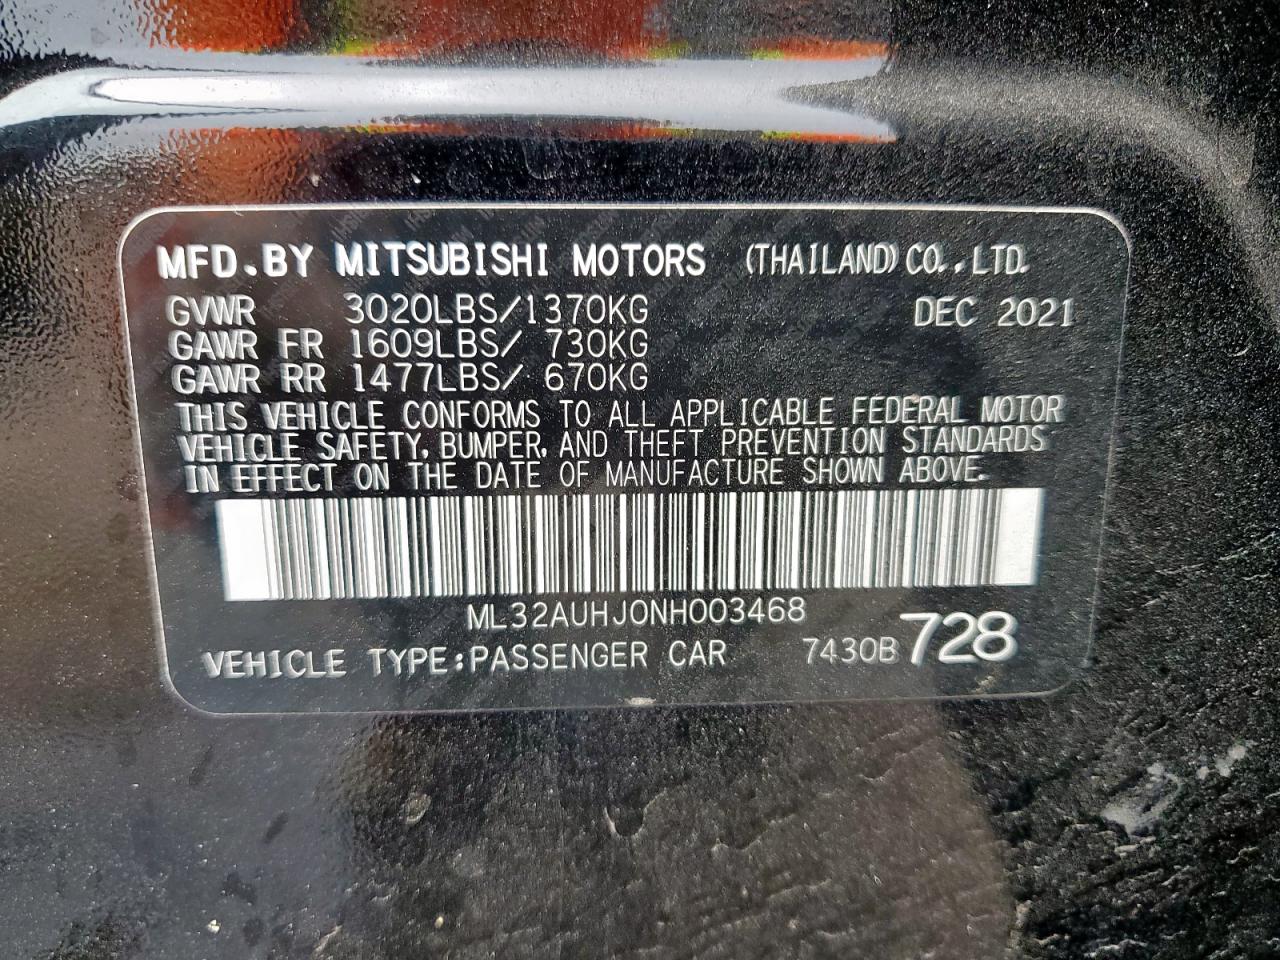 MFD.BY MITSUBISHI MOTORS (THAILAND) CO.,LTD.
GVWR 3020LBS/1370KG DEC 2021
GAWR FR 1609LBS/ 730KG
GAWR RR 1477LBS/ 670KG
THIS VEHICLE CONFORMS TO ALL APPLICABLE FEDERAL MOTOR
VEHICLE SAFETY, BUMPER, AND THEFT PREVENTION STANDARDS
IN EFFECT ON THE DATE OF MANUFACTURE SHOWN ABOVE.
ML32AUHJ0NH003468
VEHICLE TYPE:PASSENGER CAR 7430B 728